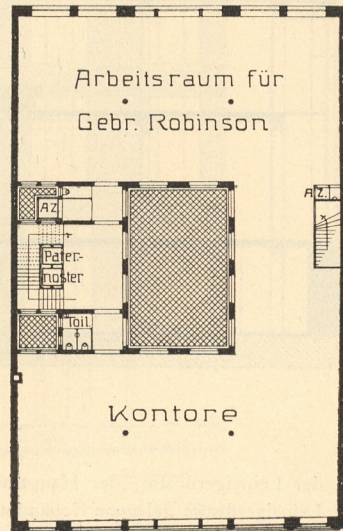 Arbeitsraum für
Gebr. Robinson
A.Z.
A.Z.
Pater-
noster
Toil.
Kontore